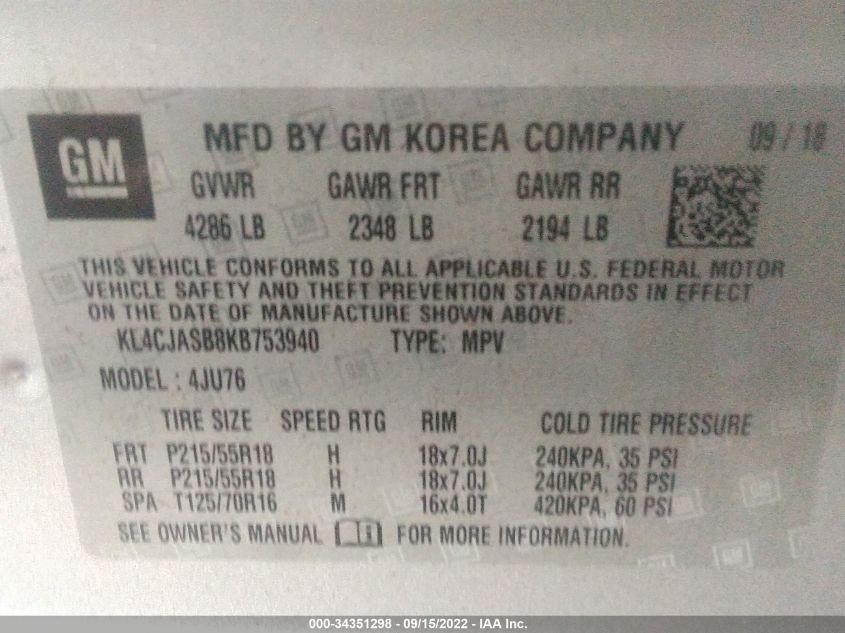 GM MFD BY GM KOREA COMPANY 09 / 18
GVWR GAWR FRT GAWR RR
4286 LB 2348 LB 2194 LB
THIS VEHICLE CONFORMS TO ALL APPLICABLE U.S. FEDERAL MOTOR
VEHICLE SAFETY AND THEFT PREVENTION STANDARDS IN EFFECT
ON THE DATE OF MANUFACTURE SHOWN ABOVE.
KL4CJASB8KB753940 TYPE: MPV
MODEL : 4JU76
TIRE SIZE SPEED RTG RIM COLD TIRE PRESSURE
FRT P215/55R18 H 18x7.0J 240KPA, 35 PSI
RR P215/55R18 H 18x7.0J 240KPA, 35 PSI
SPA T125/70R16 M 16x4.0T 420KPA, 60 PSI
SEE OWNER'S MANUAL FOR MORE INFORMATION.
000-34351298 - 09/15/2022 - IAA Inc.